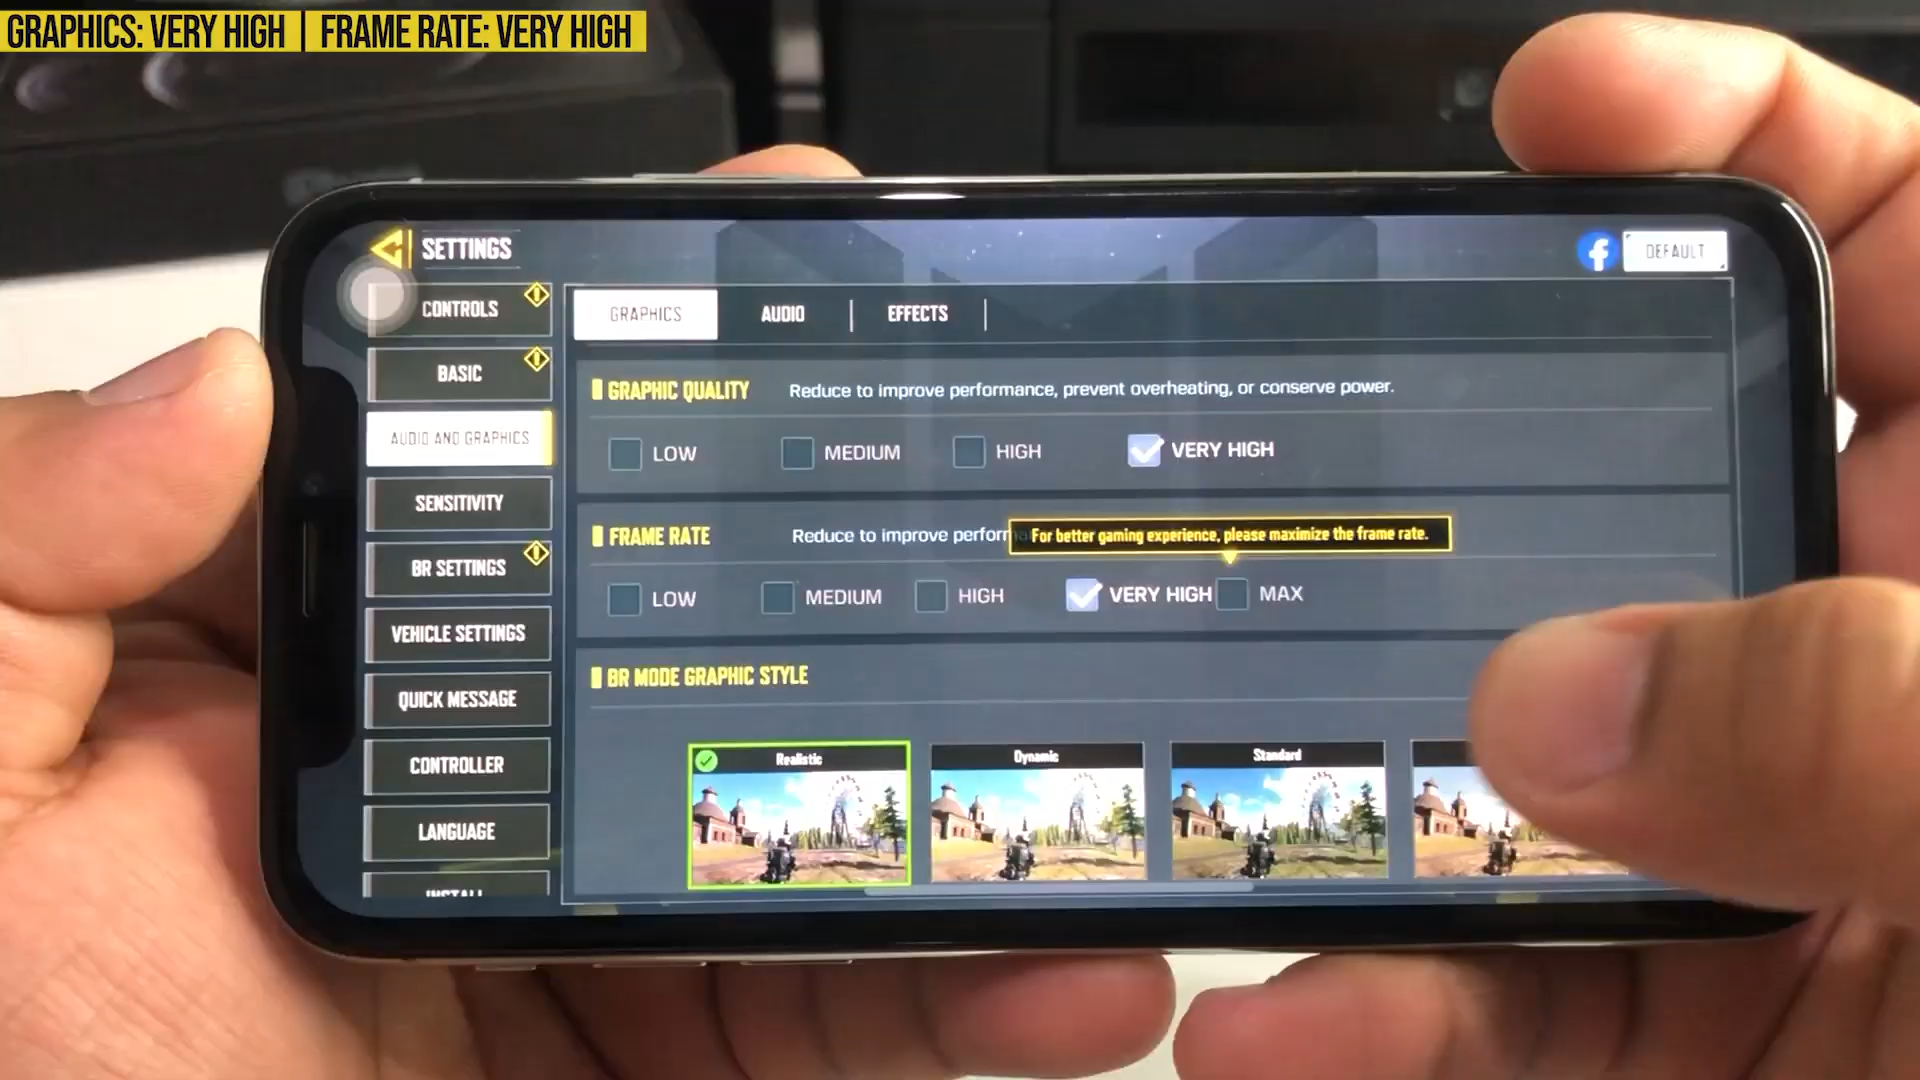 GRAPHICS: VERY HIGH | FRAME RATE: VERY HIGH
SETTINGS
DEFAULT
CONTROLS
BASIC
AUDIO AND GRAPHICS
SENSITIVITY
BR SETTINGS
VEHICLE SETTINGS
QUICK MESSAGE
CONTROLLER
LANGUAGE
INSTALL
GRAPHICS
AUDIO
EFFECTS
GRAPHIC QUALITY Reduce to improve performance, prevent overheating, or conserve power.
LOW MEDIUM HIGH VERY HIGH
FRAME RATE Reduce to improve perform
For better gaming experience, please maximize the frame rate.
LOW MEDIUM HIGH VERY HIGH MAX
BR MODE GRAPHIC STYLE
Realistic Dynamic Standard